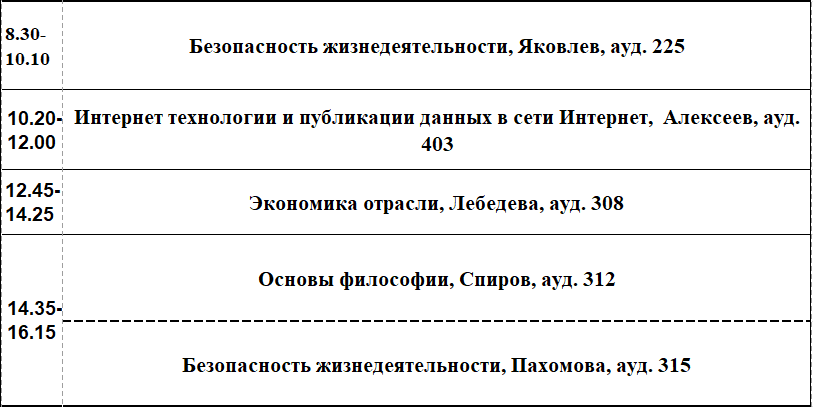 8.30-
10.10
Безопасность жизнедеятельности, Яковлев, ауд. 225
10.20-
12.00
Интернет технологии и публикации данных в сети Интернет,  Алексеев, ауд.
403
12.45-
14.25
Экономика отрасли, Лебедева, ауд. 308
14.35-
16.15
Основы философии, Спиров, ауд. 312
Безопасность жизнедеятельности, Пахомова, ауд. 315